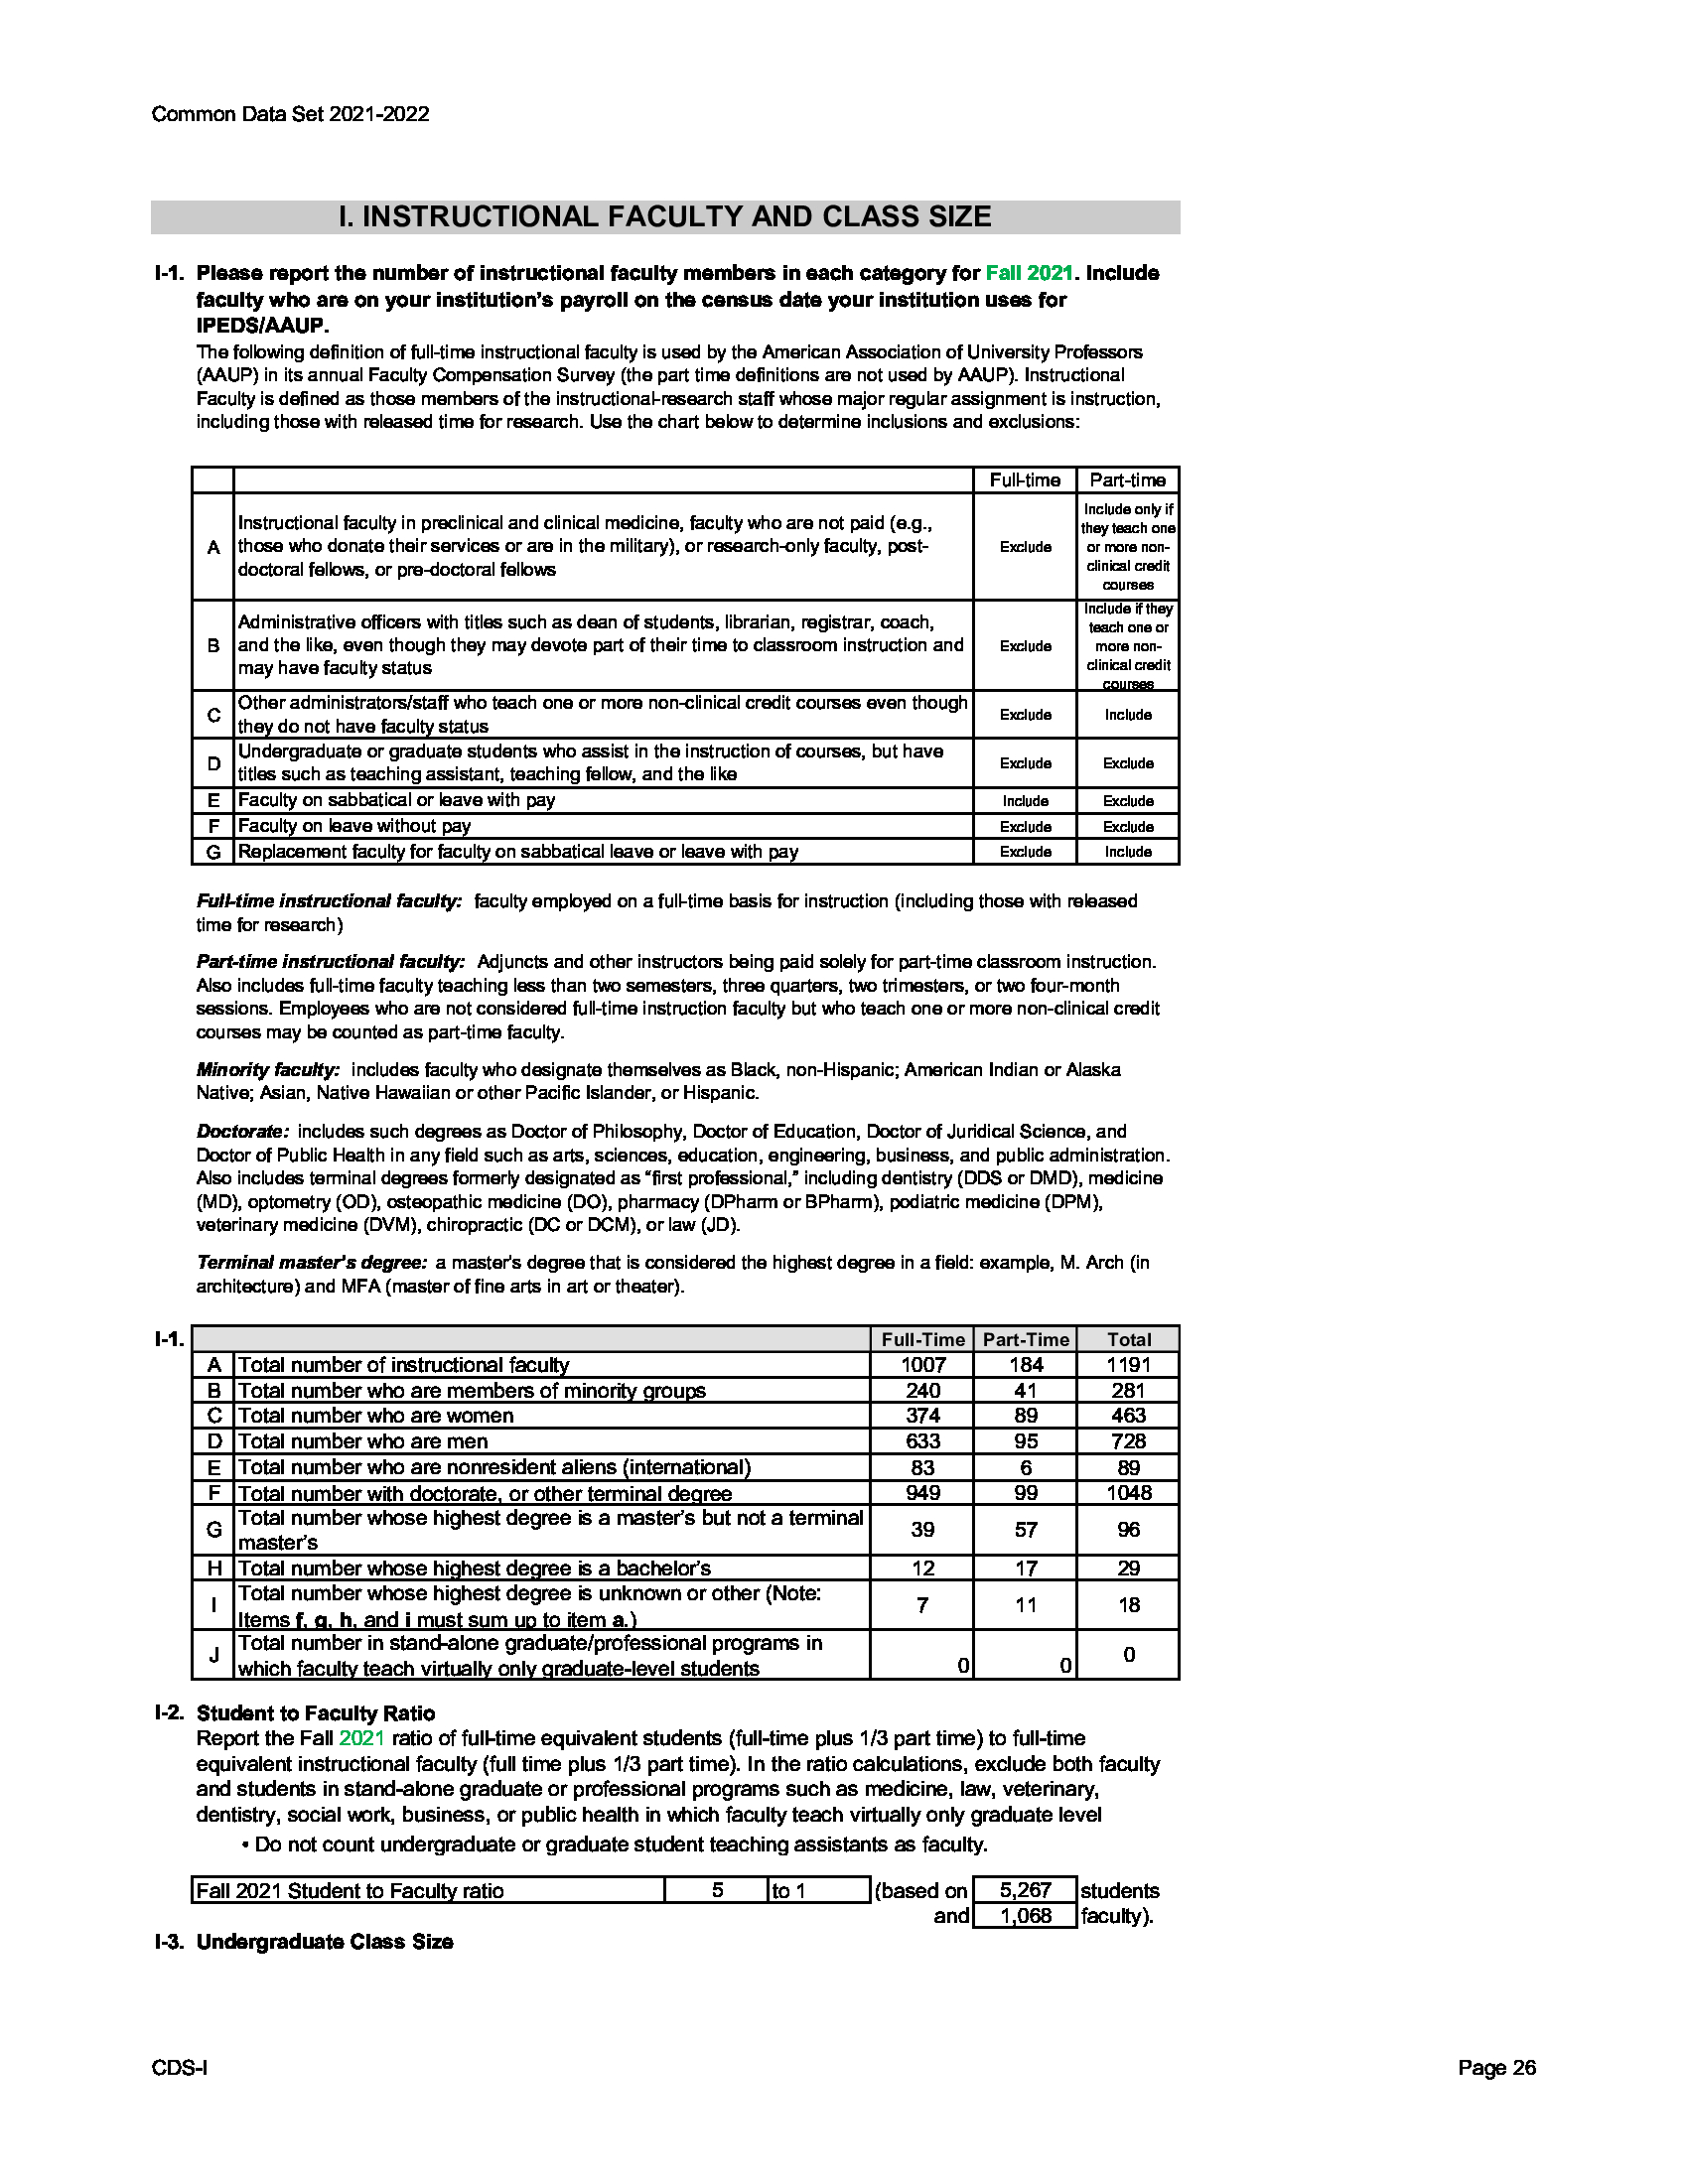 Common Data Set 2021-2022
I. INSTRUCTIONAL FACULTY AND CLASS SIZE
I-1. Please report the number of instructional faculty members in each category for Fall 2021. Include
faculty who are on your institution’s payroll on the census date your institution uses for
IPEDS/AAUP.
The following definition of full-time instructional faculty is used by the American Association of University Professors
(AAUP) in its annual Faculty Compensation Survey (the part time definitions are not used by AAUP). Instructional
Faculty is defined as those members of the instructional-research staff whose major regular assignment is instruction,
including those with released time for research. Use the chart below to determine inclusions and exclusions:
Full-time Part-time
A Instructional faculty in preclinical and clinical medicine, faculty who are not paid (e.g.,
those who donate their services or are in the military), or research-only faculty, post-
doctoral fellows, or pre-doctoral fellows
Exclude
Include only if
they teach one
or more non-
clinical credit
courses
B Administrative officers with titles such as dean of students, librarian, registrar, coach,
and the like, even though they may devote part of their time to classroom instruction and
may have faculty status
Exclude
Include if they
teach one or
more non-
clinical credit
courses
C Other administrators/staff who teach one or more non-clinical credit courses even though
they do not have faculty status
Exclude Include
D Undergraduate or graduate students who assist in the instruction of courses, but have
titles such as teaching assistant, teaching fellow, and the like
Exclude Exclude
E Faculty on sabbatical or leave with pay Include Exclude
F Faculty on leave without pay Exclude Exclude
G Replacement faculty for faculty on sabbatical leave or leave with pay Exclude Include
Full-time instructional faculty: faculty employed on a full-time basis for instruction (including those with released
time for research)
Part-time instructional faculty: Adjuncts and other instructors being paid solely for part-time classroom instruction.
Also includes full-time faculty teaching less than two semesters, three quarters, two trimesters, or two four-month
sessions. Employees who are not considered full-time instruction faculty but who teach one or more non-clinical credit
courses may be counted as part-time faculty.
Minority faculty: includes faculty who designate themselves as Black, non-Hispanic; American Indian or Alaska
Native; Asian, Native Hawaiian or other Pacific Islander, or Hispanic.
Doctorate: includes such degrees as Doctor of Philosophy, Doctor of Education, Doctor of Juridical Science, and
Doctor of Public Health in any field such as arts, sciences, education, engineering, business, and public administration.
Also includes terminal degrees formerly designated as “first professional,” including dentistry (DDS or DMD), medicine
(MD), optometry (OD), osteopathic medicine (DO), pharmacy (DPharm or BPharm), podiatric medicine (DPM),
veterinary medicine (DVM), chiropractic (DC or DCM), or law (JD).
Terminal master's degree: a master's degree that is considered the highest degree in a field: example, M. Arch (in
architecture) and MFA (master of fine arts in art or theater).
I-1. Full-Time Part-Time Total
A Total number of instructional faculty 1007 184 1191
B Total number who are members of minority groups 240 41 281
C Total number who are women 374 89 463
D Total number who are men 633 95 728
E Total number who are nonresident aliens (international) 83 6 89
F Total number with doctorate, or other terminal degree 949 99 1048
G Total number whose highest degree is a master’s but not a terminal
master’s
39 57 96
H Total number whose highest degree is a bachelor’s 12 17 29
I Total number whose highest degree is unknown or other (Note:
Items f, g, h, and i must sum up to item a.)
7 11 18
J Total number in stand-alone graduate/professional programs in
which faculty teach virtually only graduate-level students
0 0 0
I-2. Student to Faculty Ratio
Report the Fall 2021 ratio of full-time equivalent students (full-time plus 1/3 part time) to full-time
equivalent instructional faculty (full time plus 1/3 part time). In the ratio calculations, exclude both faculty
and students in stand-alone graduate or professional programs such as medicine, law, veterinary,
dentistry, social work, business, or public health in which faculty teach virtually only graduate level
• Do not count undergraduate or graduate student teaching assistants as faculty.
Fall 2021 Student to Faculty ratio 5 to 1 (based on 5,267 students
and 1,068 faculty).
I-3. Undergraduate Class Size
CDS-I Page 26